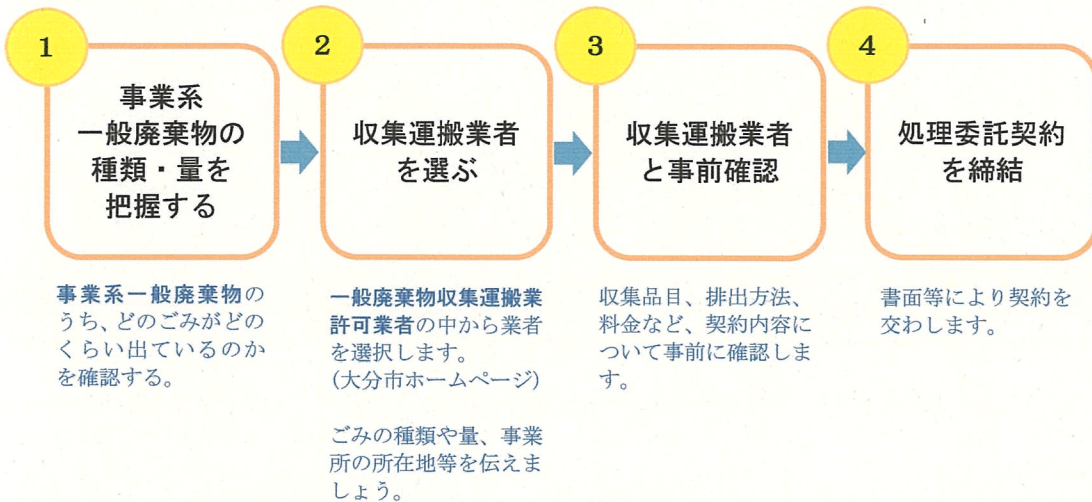 1
事業系
一般廃棄物の
種類・量を
把握する
事業系一般廃棄物の
うち、どのごみがどの
くらい出ているのか
を確認する。
2
収集運搬業者
を選ぶ
一般廃棄物収集運搬業
許可業者の中から業者
を選択します。
(大分市ホームページ)
ごみの種類や量、事業
所の所在地等を伝えま
しょう。
3
収集運搬業者
と事前確認
収集品目、排出方法、
料金など、契約内容に
ついて事前に確認しま
す。
4
処理委託契約
を締結
書面等により契約を
交わします。